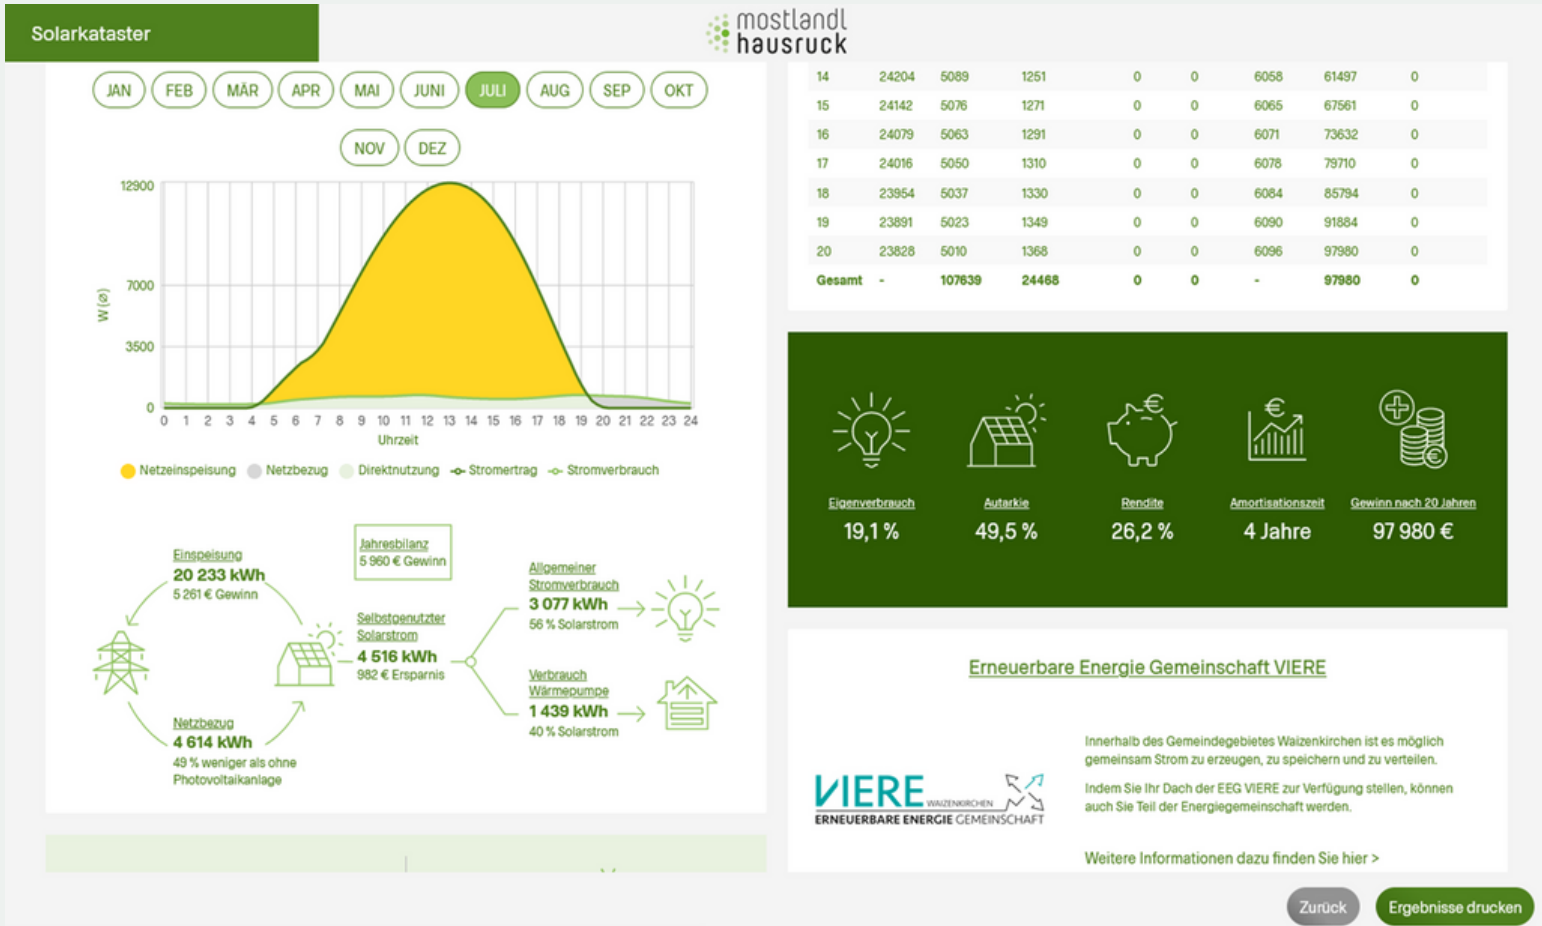 Solarkataster
mostlandl
hausruck
JAN FEB MÄR APR MAI JUNI JULI AUG SEP OKT
NOV DEZ
12900
7000
3500
0
W (⌀)
0 1 2 3 4 5 6 7 8 9 10 11 12 13 14 15 16 17 18 19 20 21 22 23 24
Uhrzeit
Netzeinspeisung Netzbezug Direktnutzung Stromertrag Stromverbrauch
Jahresbilanz
5 960 € Gewinn
Einspeisung
20 233 kWh
5 261 € Gewinn
Selbstgenutzter
Solarstrom
4 516 kWh
982 € Ersparnis
Allgemeiner
Stromverbrauch
3 077 kWh
56 % Solarstrom
Verbrauch
Wärmepumpe
1 439 kWh
40 % Solarstrom
Netzbezug
4 614 kWh
49 % weniger als ohne
Photovoltaikanlage
14 24204 5089 1251 0 0 6058 61497 0
15 24142 5076 1271 0 0 6065 67561 0
16 24079 5063 1291 0 0 6071 73632 0
17 24016 5050 1310 0 0 6078 79710 0
18 23954 5037 1330 0 0 6084 85794 0
19 23891 5023 1349 0 0 6090 91884 0
20 23828 5010 1368 0 0 6096 97980 0
Gesamt - 107639 24468 0 0 - 97980 0
Eigenverbrauch Autarkie Rendite Amortisationszeit Gewinn nach 20 Jahren
19,1 % 49,5 % 26,2 % 4 Jahre 97 980 €
Erneuerbare Energie Gemeinschaft VIERE
VIERE WAIZENKIRCHEN
ERNEUERBARE ENERGIE GEMEINSCHAFT
Innerhalb des Gemeindegebietes Waizenkirchen ist es möglich
gemeinsam Strom zu erzeugen, zu speichern und zu verteilen.
Indem Sie Ihr Dach der EEG VIERE zur Verfügung stellen, können
auch Sie Teil der Energiegemeinschaft werden.
Weitere Informationen dazu finden Sie hier >
Zurück Ergebnisse drucken